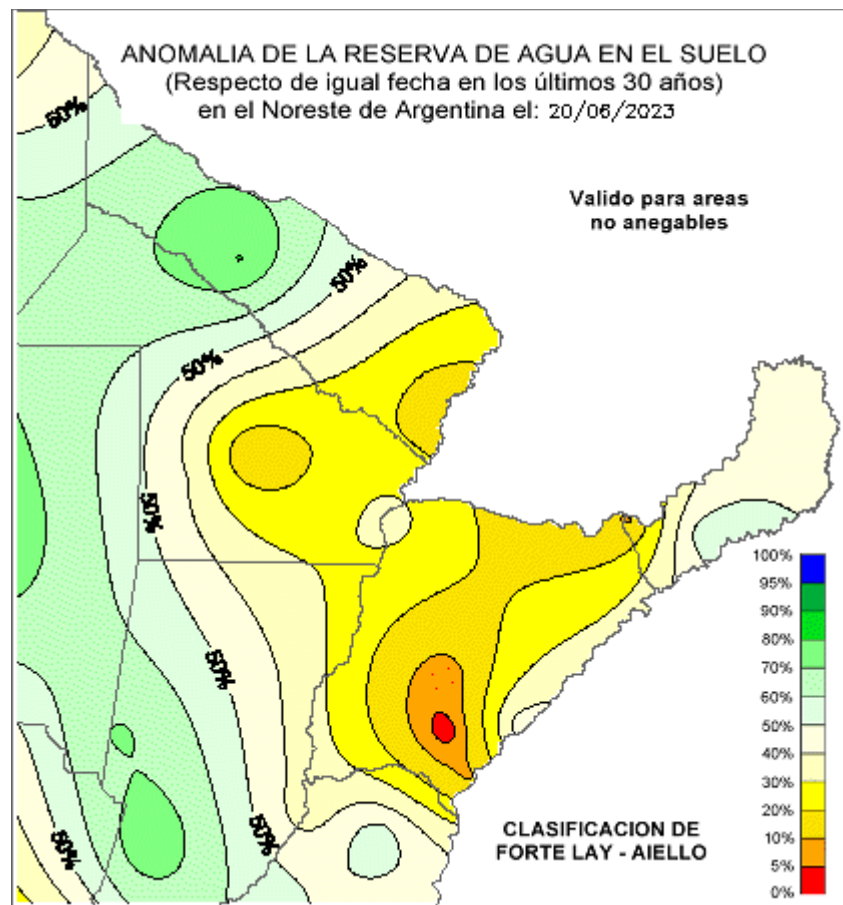 ANOMALIA DE LA RESERVA DE AGUA EN EL SUELO
(Respecto de igual fecha en los últimos 30 años)
en el Noreste de Argentina el: 20/06/2023
Valido para areas
no anegables
50%
50%
50%
50%
50%
50%
50%
100%
95%
90%
80%
70%
60%
50%
40%
30%
20%
10%
5%
0%
CLASIFICACION DE
FORTE LAY - AIELLO